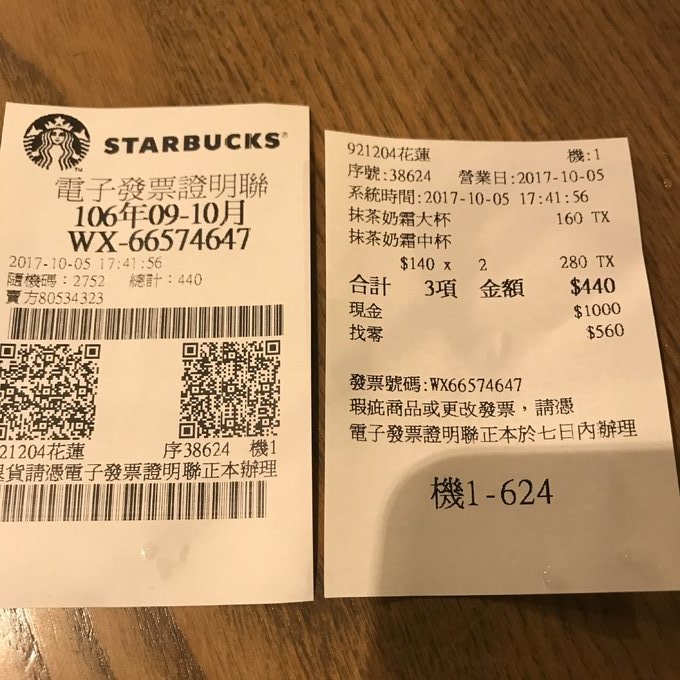 STARBUCKS
電子發票證明聯
106年09-10月
WX-66574647
2017-10-05 17:41:56
隨機碼:2752 總計:440
賣方80534323
21204花蓮 序38624 機1
退貨請憑電子發票證明聯正本辦理
921204花蓮 機:1
序號:38624 營業日:2017-10-05
系統時間:2017-10-05 17:41:56
抹茶奶霜大杯 160 TX
抹茶奶霜中杯
$140 x 2 280 TX
合計 3項 金額 $440
現金 $1000
找零 $560
發票號碼:WX66574647
瑕疵商品或更改發票,請憑
電子發票證明聯正本於七日內辦理
機1-624